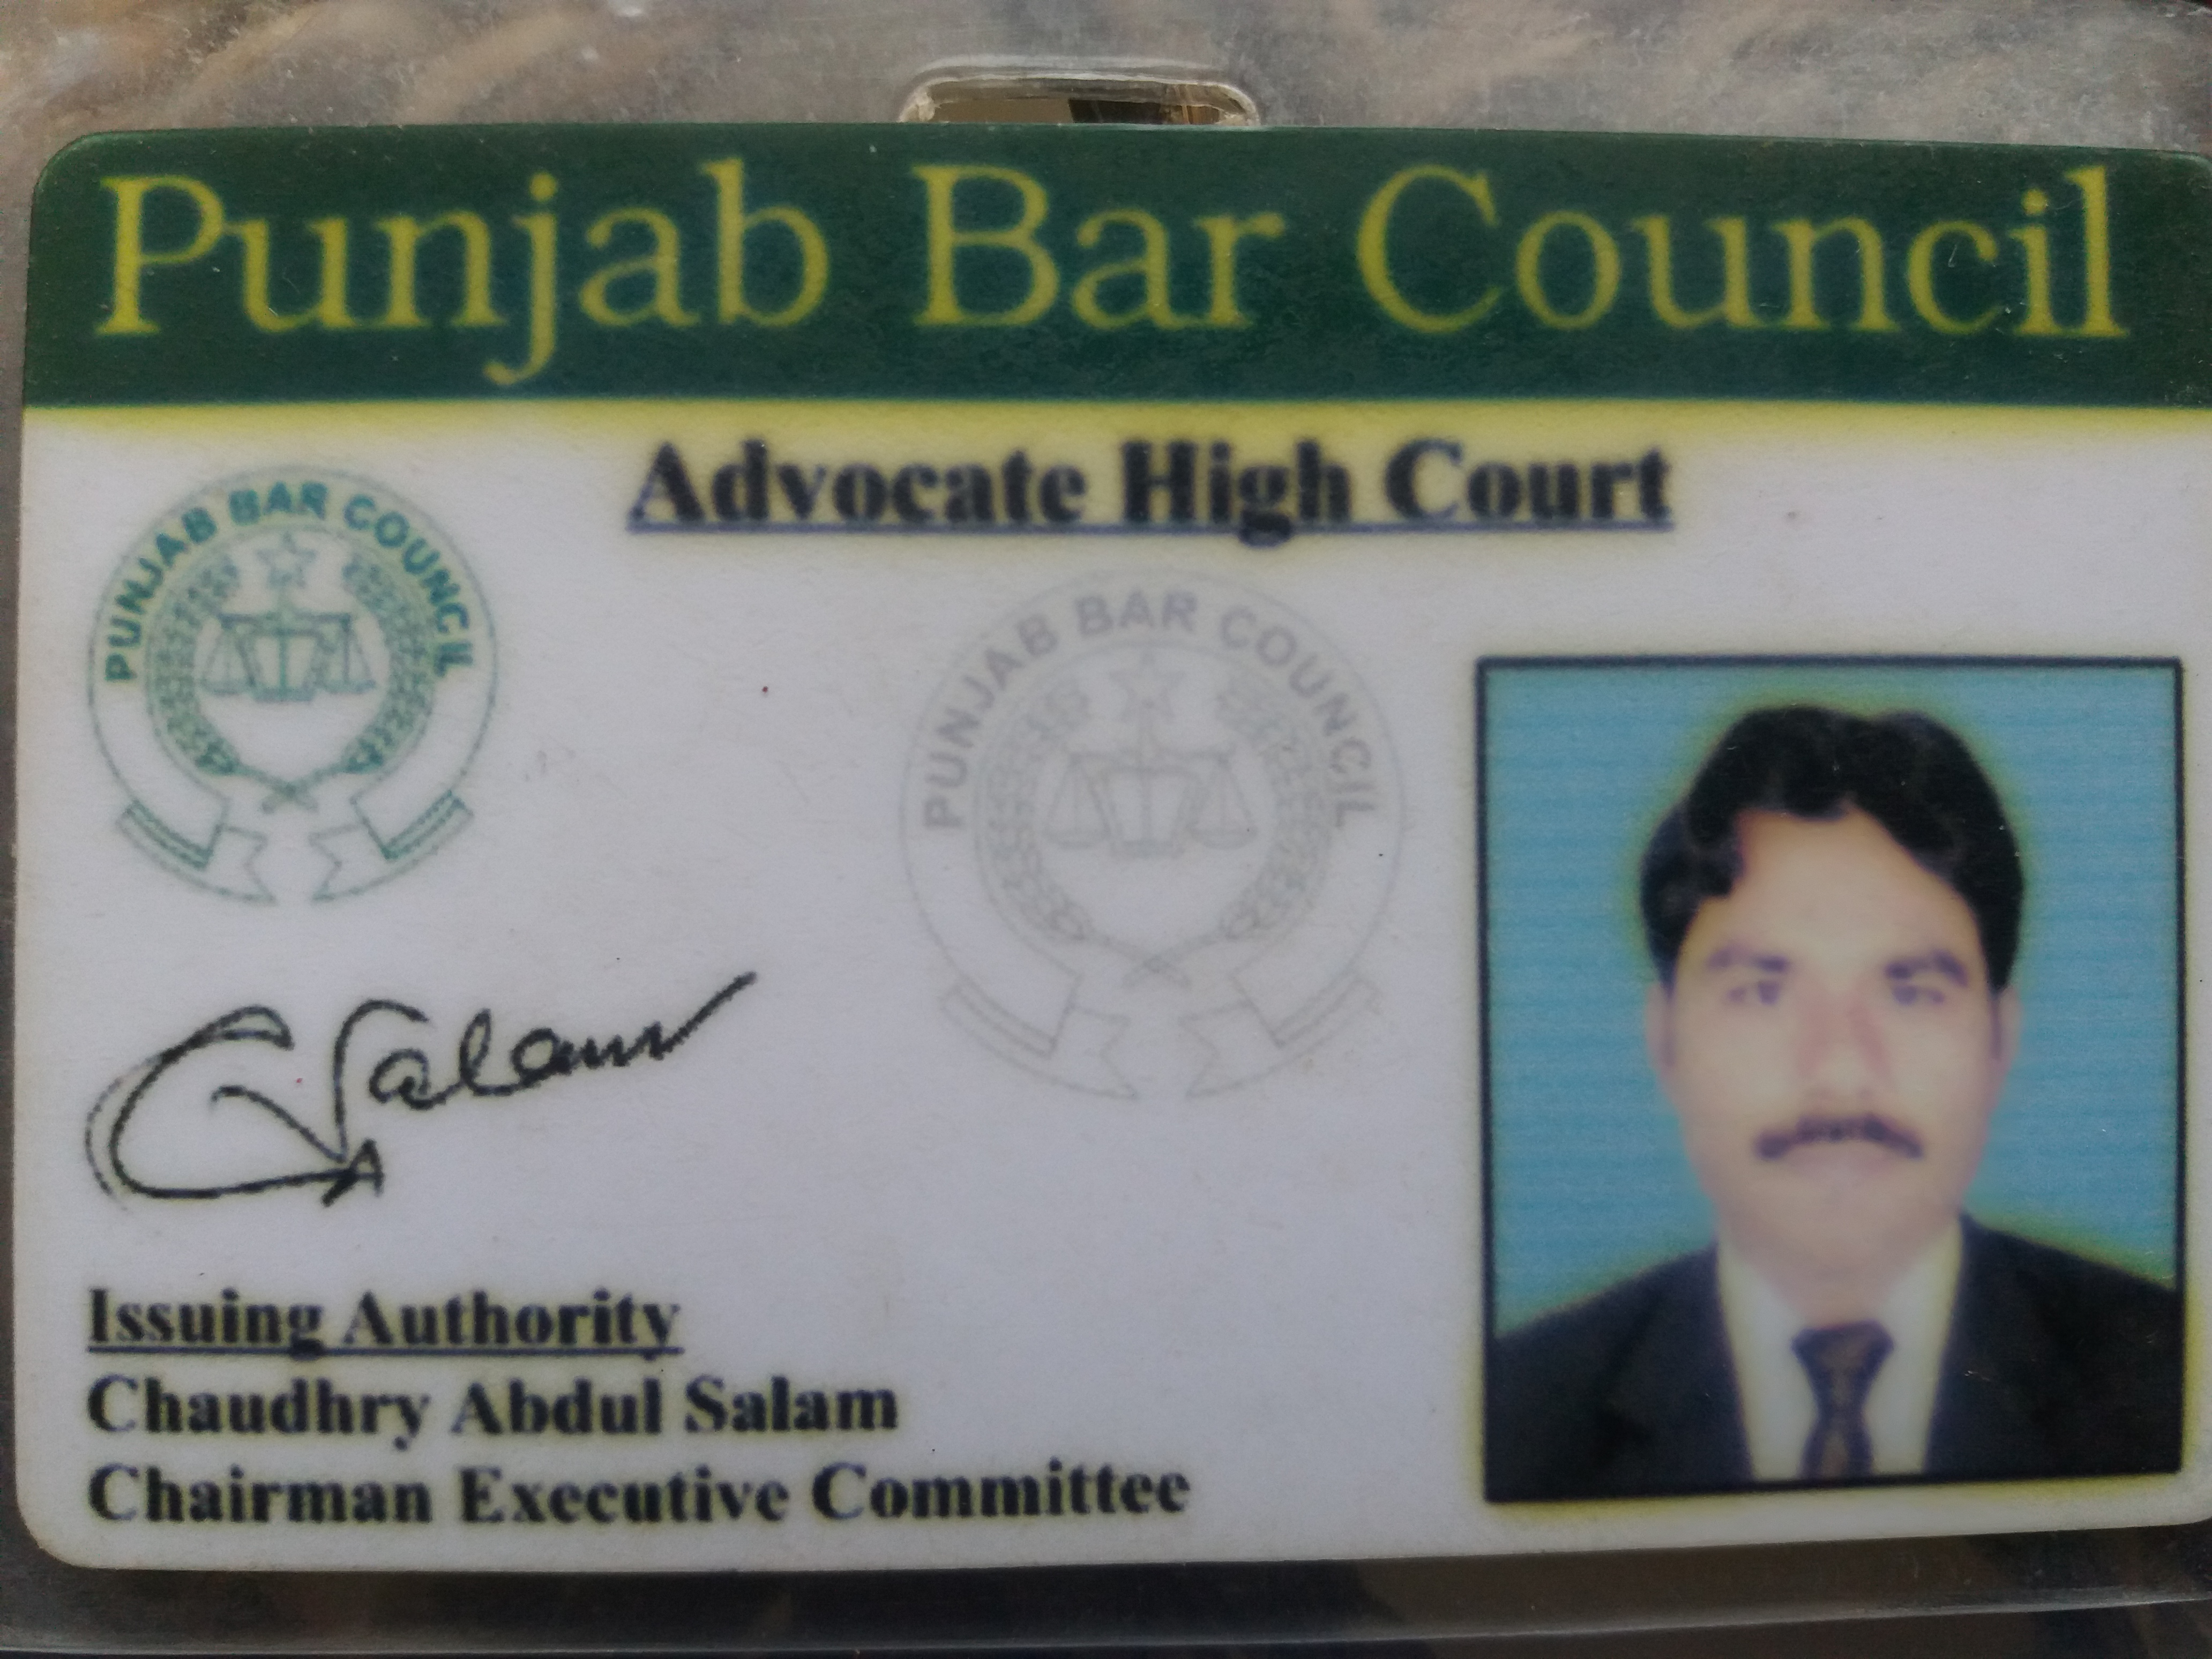 Punjab Bar Council
Advocate High Court
PUNJAB BAR COUNCIL
PUNJAB BAR COUNCIL
Salam
Issuing Authority
Chaudhry Abdul Salam
Chairman Executive Committee